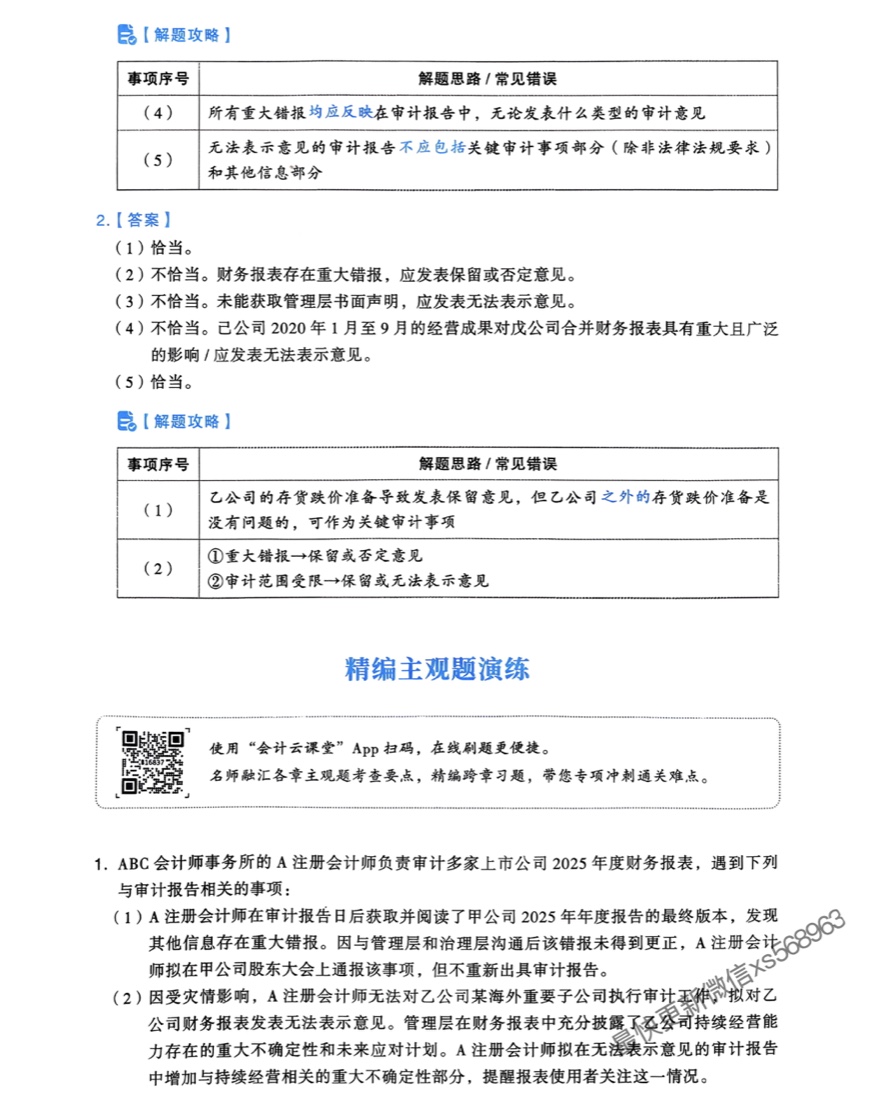 【解题攻略】
事项序号 解题思路 / 常见错误
（4） 所有重大错报均应反映在审计报告中，无论发表什么类型的审计意见
（5） 无法表示意见的审计报告不应包括关键审计事项部分（除非法律法规要求）
和其他信息部分
2.【答案】
（1）恰当。
（2）不恰当。财务报表存在重大错报，应发表保留或否定意见。
（3）不恰当。未能获取管理层书面声明，应发表无法表示意见。
（4）不恰当。己公司 2020 年 1 月至 9 月的经营成果对戊公司合并财务报表具有重大且广泛
的影响 / 应发表无法表示意见。
（5）恰当。
【解题攻略】
事项序号 解题思路 / 常见错误
（1） 乙公司的存货跌价准备导致发表保留意见，但乙公司之外的存货跌价准备是
没有问题的，可作为关键审计事项
（2） ①重大错报→保留或否定意见
②审计范围受限→保留或无法表示意见
精编主观题演练
使用“会计云课堂”App 扫码，在线刷题更便捷。
名师融汇各章主观题考查要点，精编跨章习题，带您专项冲刺通关难点。
1. ABC 会计师事务所的 A 注册会计师负责审计多家上市公司 2025 年度财务报表，遇到下列
与审计报告相关的事项：
（1）A 注册会计师在审计报告日后获取并阅读了甲公司 2025 年年度报告的最终版本，发现
其他信息存在重大错报。因与管理层和治理层沟通后该错报未得到更正，A 注册会计
师拟在甲公司股东大会上通报该事项，但不重新出具审计报告。
（2）因受灾情影响，A 注册会计师无法对乙公司某海外重要子公司执行审计工作，拟对乙
公司财务报表发表无法表示意见。管理层在财务报表中充分披露了乙公司持续经营能
力存在的重大不确定性和未来应对计划。A 注册会计师拟在无法表示意见的审计报告
中增加与持续经营相关的重大不确定性部分，提醒报表使用者关注这一情况。
最快更新微信xs568963